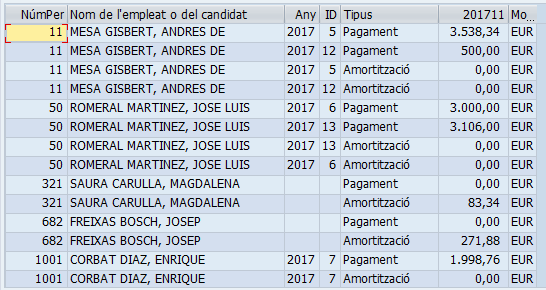 NúmPer Nom de l'empleat o del candidat Any ID Tipus 201711 Mo...
11 MESA GISBERT, ANDRES DE 2017 5 Pagament 3.538,34 EUR
11 MESA GISBERT, ANDRES DE 2017 12 Pagament 500,00 EUR
11 MESA GISBERT, ANDRES DE 2017 5 Amortització 0,00 EUR
11 MESA GISBERT, ANDRES DE 2017 12 Amortització 0,00 EUR
50 ROMERAL MARTINEZ, JOSE LUIS 2017 6 Pagament 3.000,00 EUR
50 ROMERAL MARTINEZ, JOSE LUIS 2017 13 Pagament 3.106,00 EUR
50 ROMERAL MARTINEZ, JOSE LUIS 2017 13 Amortització 0,00 EUR
50 ROMERAL MARTINEZ, JOSE LUIS 2017 6 Amortització 0,00 EUR
321 SAURA CARULLA, MAGDALENA Pagament 0,00 EUR
321 SAURA CARULLA, MAGDALENA Amortització 83,34 EUR
682 FREIXAS BOSCH, JOSEP Pagament 0,00 EUR
682 FREIXAS BOSCH, JOSEP Amortització 271,88 EUR
1001 CORBAT DIAZ, ENRIQUE 2017 7 Pagament 1.998,76 EUR
1001 CORBAT DIAZ, ENRIQUE 2017 7 Amortització 0,00 EUR